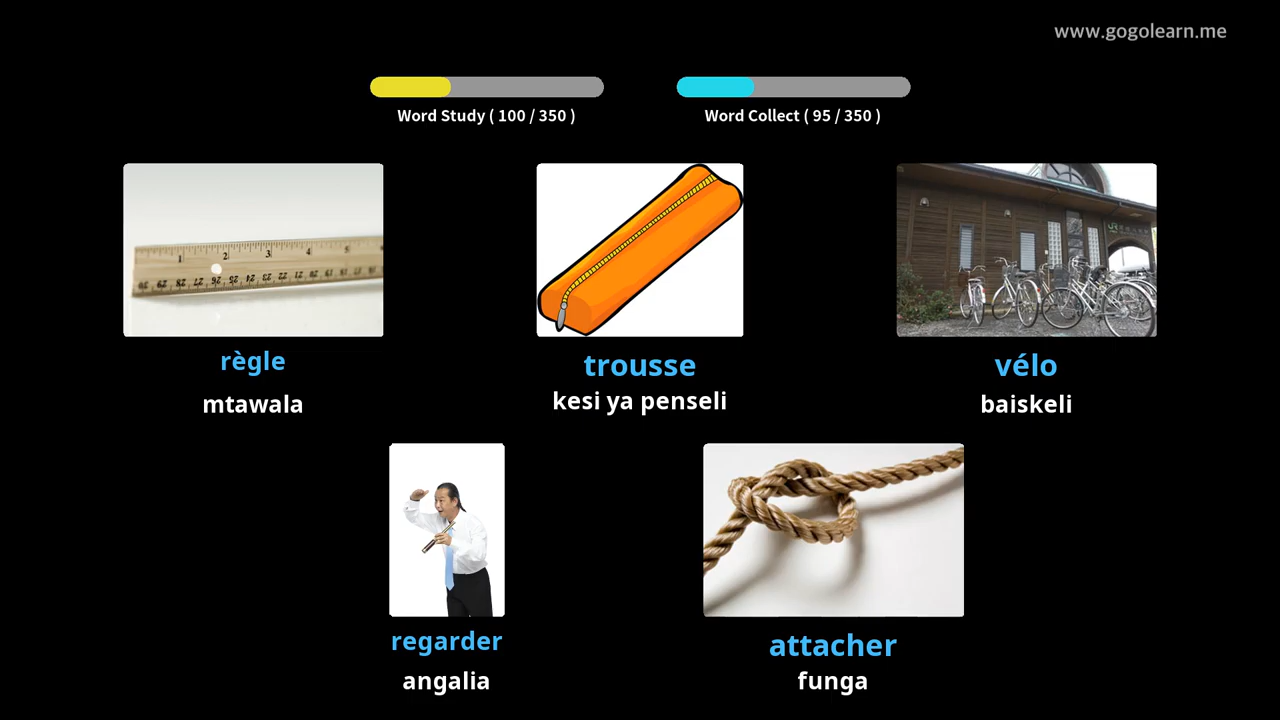 www.gogolearn.me
Word Study ( 100 / 350 )
Word Collect ( 95 / 350 )
règle
trousse
vélo
mtawala
kesi ya penseli
baiskeli
regarder
attacher
angalia
funga